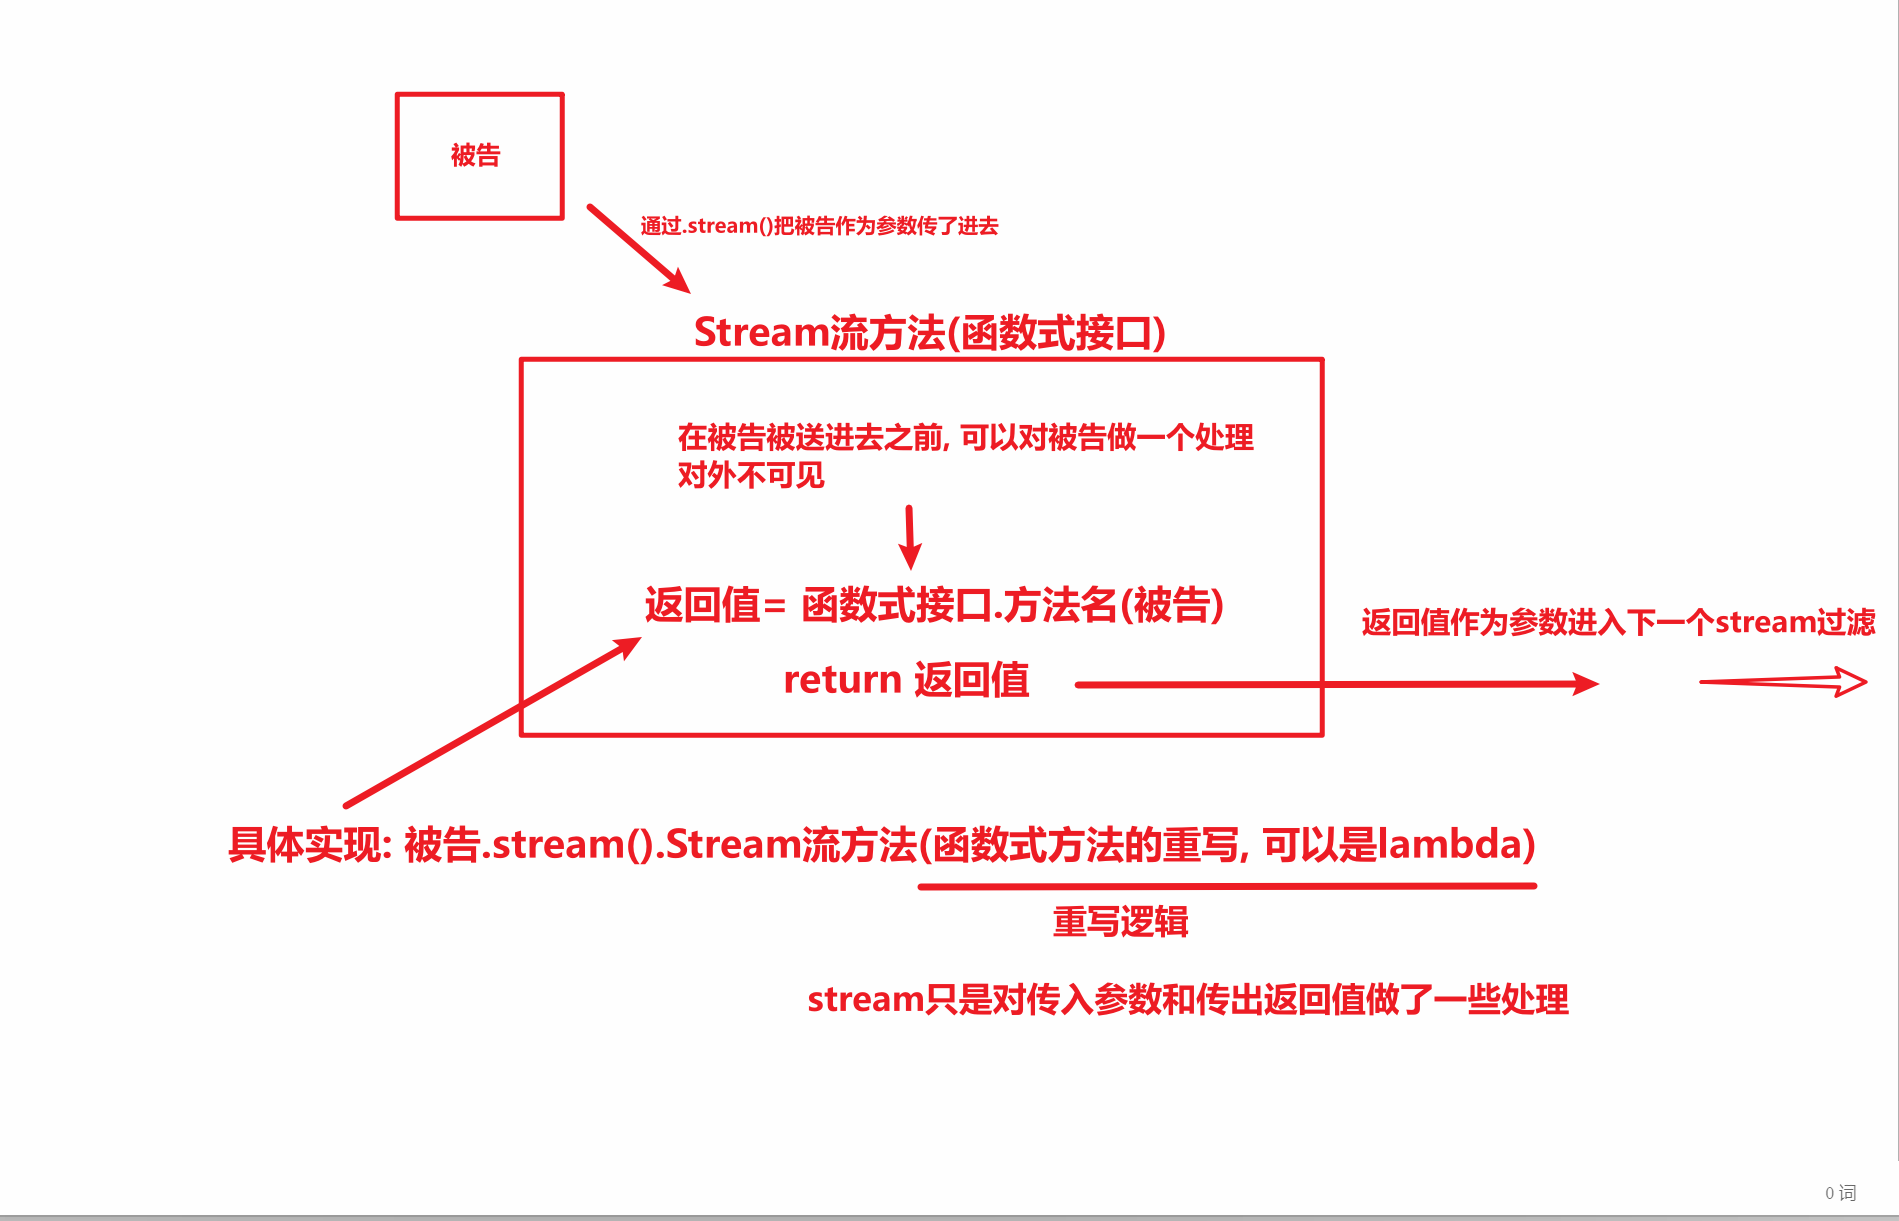 被告
通过.stream()把被告作为参数传了进去
Stream流方法(函数式接口)
在被告被送进去之前, 可以对被告做一个处理
对外不可见
返回值= 函数式接口.方法名(被告)
return 返回值
返回值作为参数进入下一个stream过滤
具体实现: 被告.stream().Stream流方法(函数式方法的重写, 可以是lambda)
重写逻辑
stream只是对传入参数和传出返回值做了一些处理
0 词